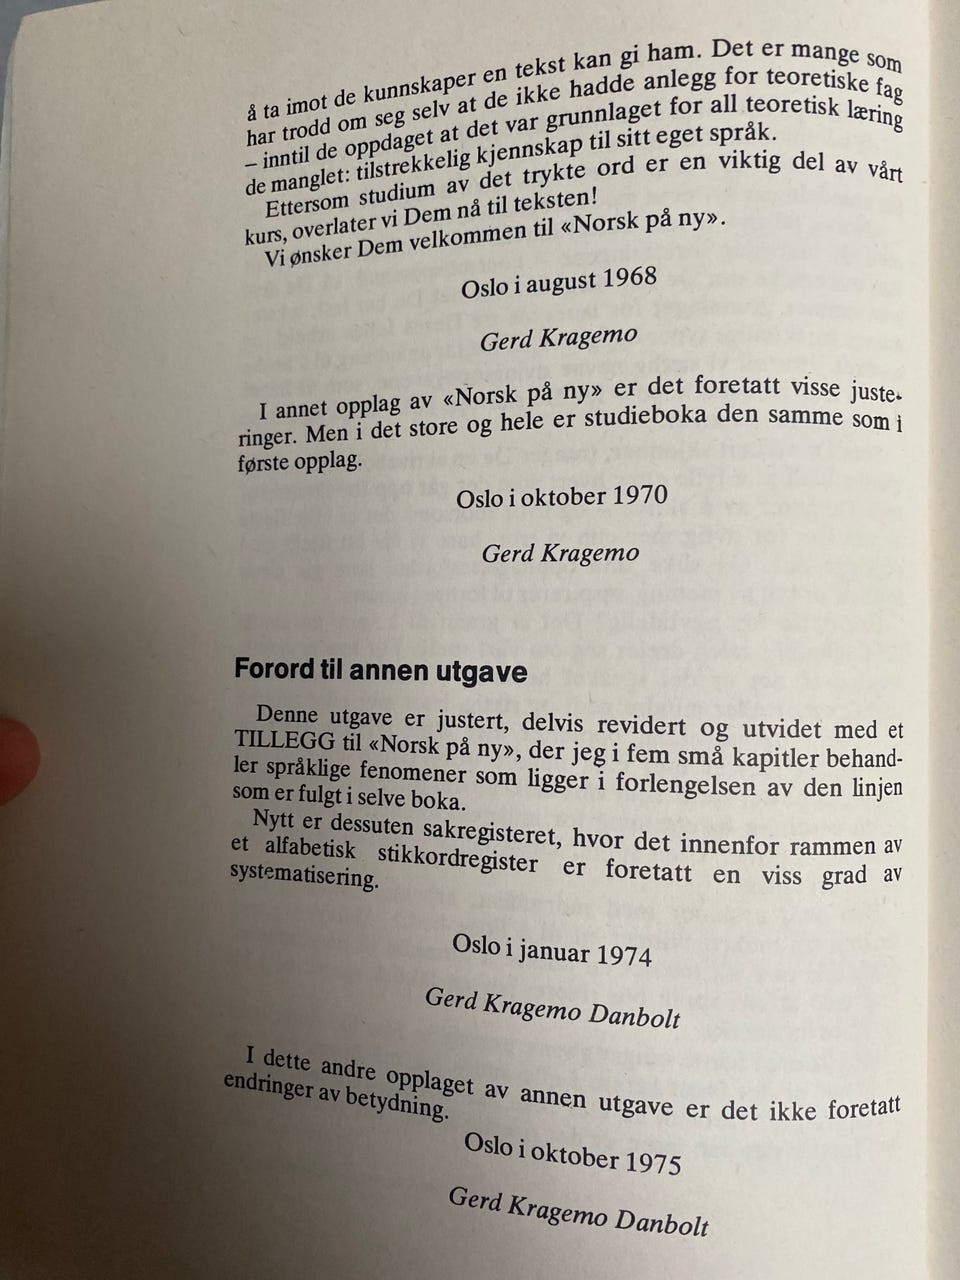 å ta imot de kunnskaper en tekst kan gi ham. Det er mange som
har trodd om seg selv at de ikke hadde anlegg for teoretiske fag
– inntil de oppdaget at det var grunnlaget for all teoretisk læring
de manglet: tilstrekkelig kjennskap til sitt eget språk.
Ettersom studium av det trykte ord er en viktig del av vårt
kurs, overlater vi Dem nå til teksten!
Vi ønsker Dem velkommen til «Norsk på ny».
Oslo i august 1968
Gerd Kragemo
I annet opplag av «Norsk på ny» er det foretatt visse juste-
ringer. Men i det store og hele er studieboka den samme som i
første opplag.
Oslo i oktober 1970
Gerd Kragemo
Forord til annen utgave
Denne utgave er justert, delvis revidert og utvidet med et
TILLEGG til «Norsk på ny», der jeg i fem små kapitler behand-
ler språklige fenomener som ligger i forlengelsen av den linjen
som er fulgt i selve boka.
Nytt er dessuten sakregisteret, hvor det innenfor rammen av
et alfabetisk stikkordregister er foretatt en viss grad av
systematisering.
Oslo i januar 1974
Gerd Kragemo Danbolt
I dette andre opplaget av annen utgave er det ikke foretatt
endringer av betydning.
Oslo i oktober 1975
Gerd Kragemo Danbolt